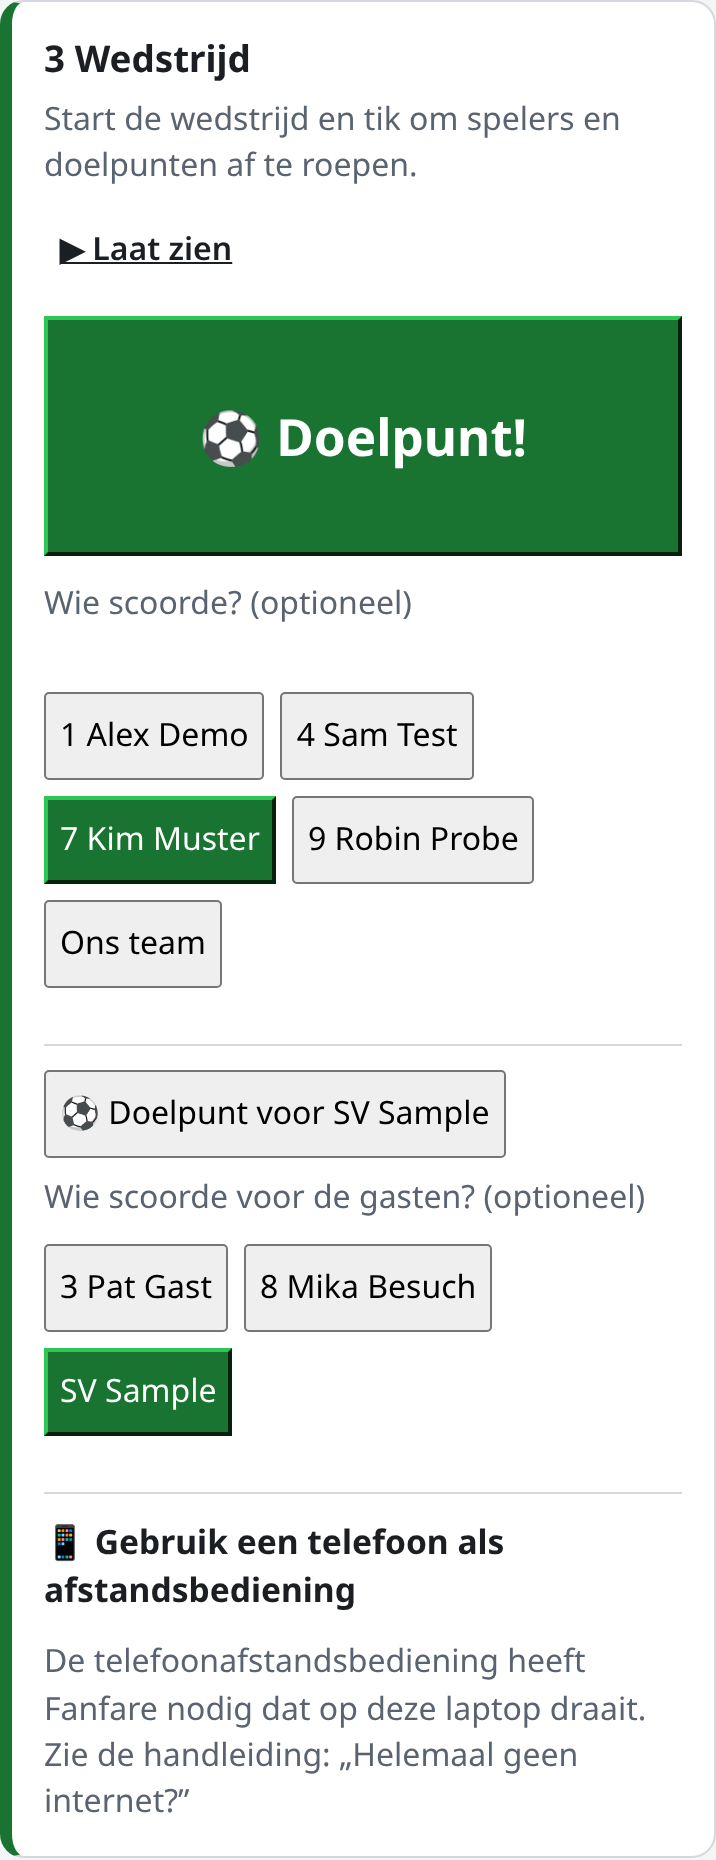 3 Wedstrijd
Start de wedstrijd en tik om spelers en
doelpunten af te roepen.
▶ Laat zien
⚽ Doelpunt!
Wie scoorde? (optioneel)
1 Alex Demo
4 Sam Test
7 Kim Muster
9 Robin Probe
Ons team
⚽ Doelpunt voor SV Sample
Wie scoorde voor de gasten? (optioneel)
3 Pat Gast
8 Mika Besuch
SV Sample
📱 Gebruik een telefoon als
afstandsbediening
De telefoonafstandsbediening heeft
Fanfare nodig dat op deze laptop draait.
Zie de handleiding: „Helemaal geen
internet?”